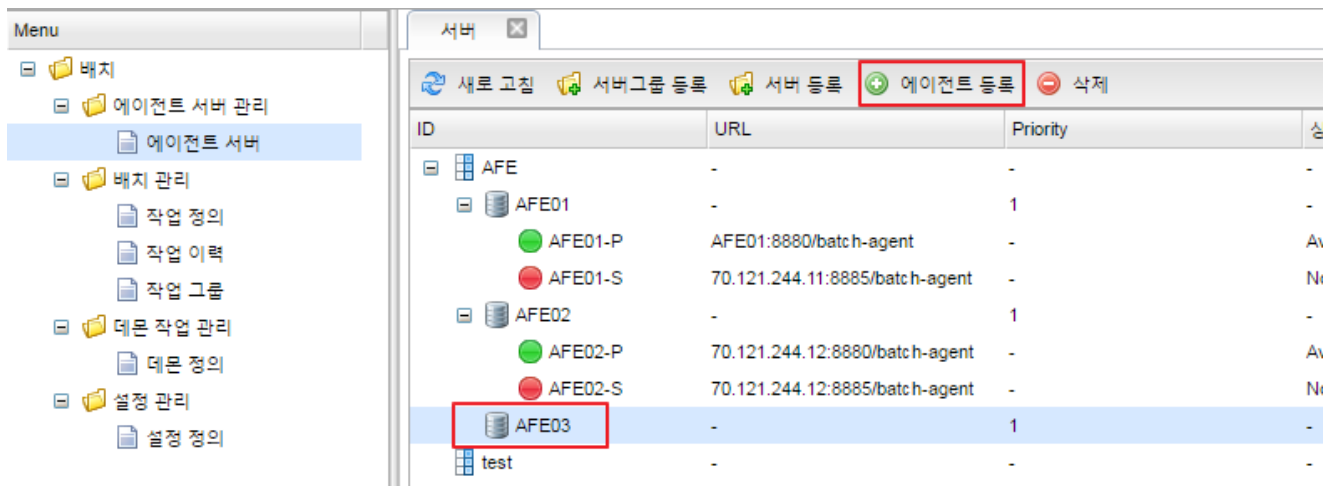 Menu
배치
에이전트 서버 관리
에이전트 서버
배치 관리
작업 정의
작업 이력
작업 그룹
데몬 작업 관리
데몬 정의
설정 관리
설정 정의
서버
새로 고침 서버그룹 등록 서버 등록 에이전트 등록 삭제
ID URL Priority
AFE - - -
AFE01 - 1 -
AFE01-P AFE01:8880/batch-agent - Av
AFE01-S 70.121.244.11:8885/batch-agent - No
AFE02 - 1 -
AFE02-P 70.121.244.12:8880/batch-agent - Av
AFE02-S 70.121.244.12:8885/batch-agent - No
AFE03 - 1 -
test - - -